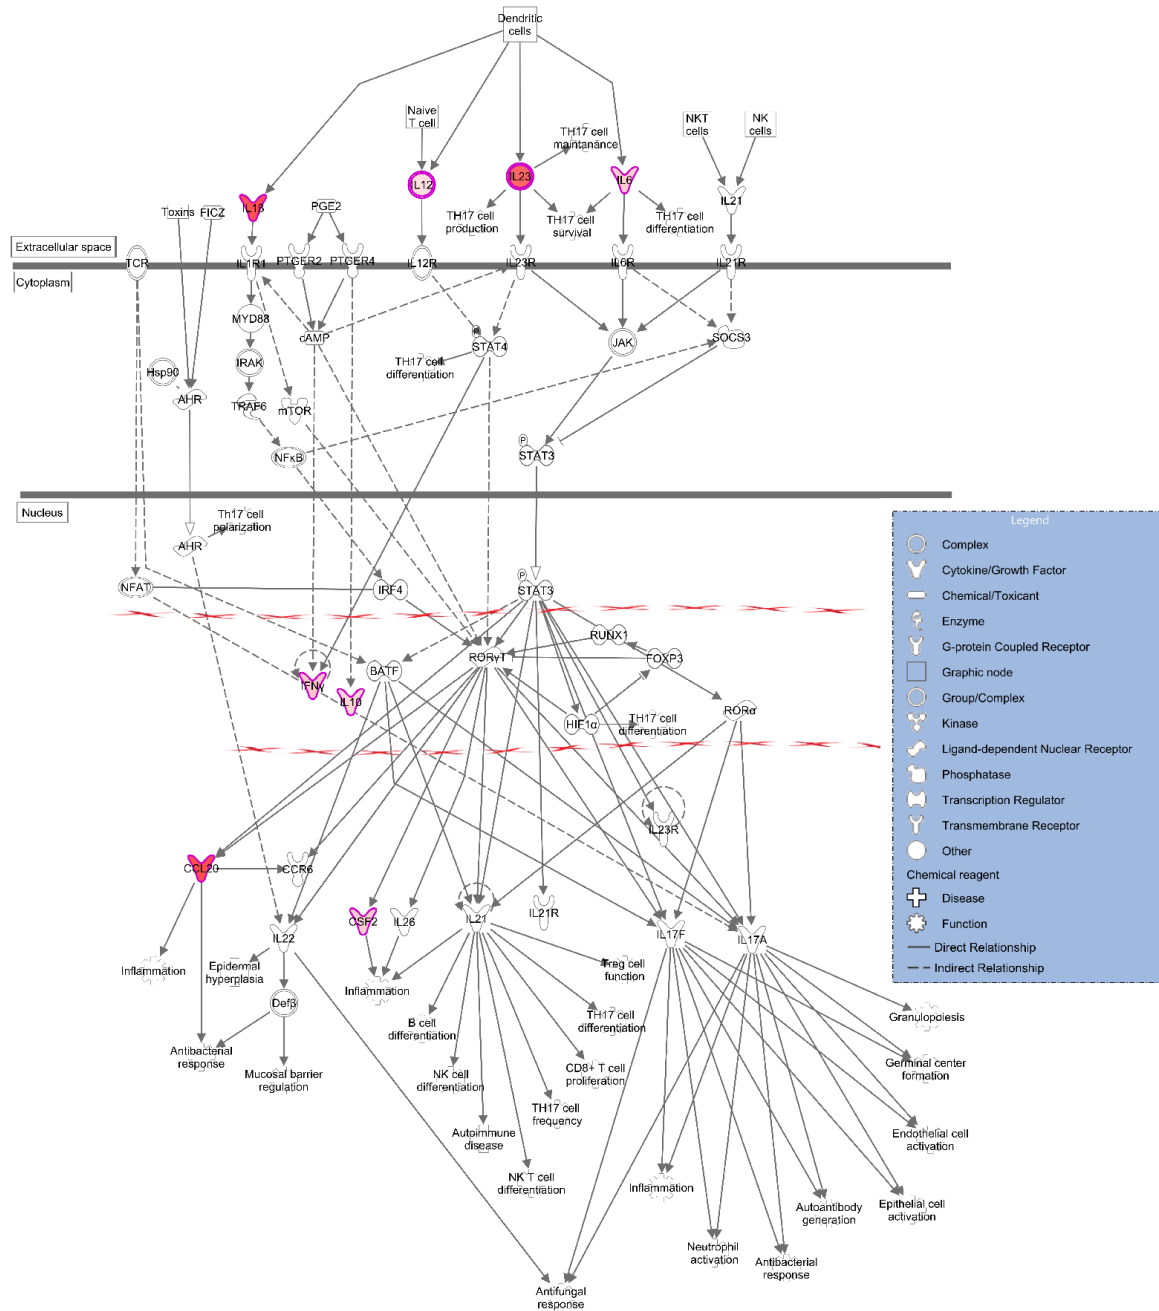 Dendritic
cells
Naive
T cell
NKT
cells
NK
cells
TH17 cell
maintanance
IL12
IL23
IL6
IL21
IL1β
Toxins
FICZ
PGE2
TH17 cell
production
TH17 cell
survival
TH17 cell
differentiation
Extracellular space
TCR
IL1R1
PTGER2
PTGER4
IL12R
IL23R
IL6R
IL21R
Cytoplasm
MYD88
cAMP
P
STAT4
JAK
SOCS3
Hsp90
IRAK
TH17 cell
differentiation
AHR
TRAF6
mTOR
NFκB
P
STAT3
Nucleus
Th17 cell
polarization
AHR
NFAT
IRF4
P
STAT3
RUNX1
RORγT
FOXP3
BATF
IFNγ
IL10
HIF1α
TH17 cell
differentiation
RORα
IL23R
CCL20
CCR6
CSF2
IL26
IL21
IL21R
IL22
IL17F
IL17A
Inflammation
Epidermal
hyperplasia
Inflammation
Treg cell
function
Defβ
B cell
differentiation
TH17 cell
differentiation
Granulopoiesis
Antibacterial
response
Mucosal barrier
regulation
NK cell
differentiation
CD8+ T cell
proliferation
Germinal center
formation
TH17 cell
frequency
Autoimmune
disease
Endothelial cell
activation
NK T cell
differentiation
Inflammation
Autoantibody
generation
Epithelial cell
activation
Neutrophil
activation
Antibacterial
response
Antifungal
response
Legend
Complex
Cytokine/Growth Factor
Chemical/Toxicant
Enzyme
G-protein Coupled Receptor
Graphic node
Group/Complex
Kinase
Ligand-dependent Nuclear Receptor
Phosphatase
Transcription Regulator
Transmembrane Receptor
Other
Chemical reagent
Disease
Function
Direct Relationship
Indirect Relationship